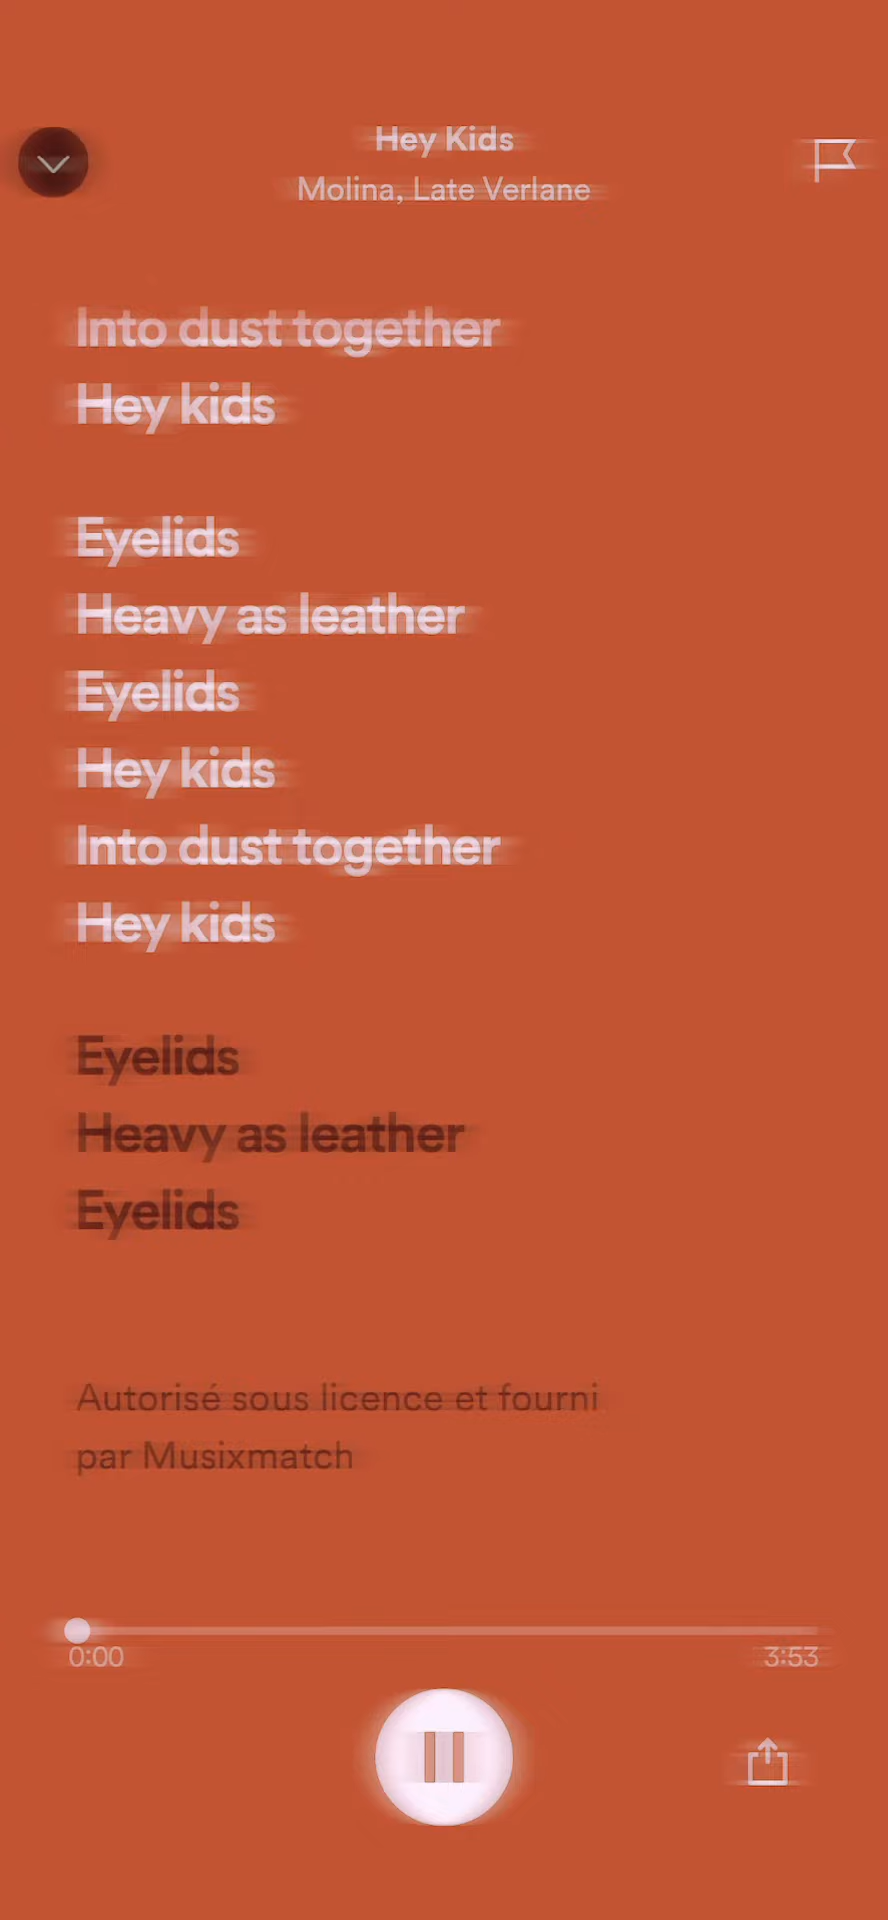 Hey Kids
Molina, Late Verlane
Into dust together
Hey kids
Eyelids
Heavy as leather
Eyelids
Hey kids
Into dust together
Hey kids
Eyelids
Heavy as leather
Eyelids
Autorisé sous licence et fourni
par Musixmatch
0:00
3:53